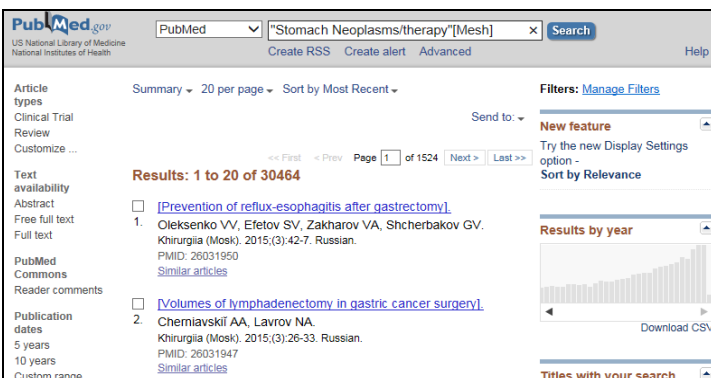 PubMed.gov
US National Library of Medicine
National Institutes of Health
PubMed
"Stomach Neoplasms/therapy"[Mesh] ×
Search
Create RSS Create alert Advanced
Help
Article
types
Clinical Trial
Review
Customize ...
Text
availability
Abstract
Free full text
Full text
PubMed
Commons
Reader comments
Publication
dates
5 years
10 years
Custom range
Summary 20 per page Sort by Most Recent
Send to:
<< First < Prev Page 1 of 1524 Next > Last >>
Results: 1 to 20 of 30464
[Prevention of reflux-esophagitis after gastrectomy].
1. Oleksenko VV, Efetov SV, Zakharov VA, Shcherbakov GV.
Khirurgiia (Mosk). 2015;(3):42-7. Russian.
PMID: 26031950
Similar articles
[Volumes of lymphadenectomy in gastric cancer surgery].
2. Cherniavskiĭ AA, Lavrov NA.
Khirurgiia (Mosk). 2015;(3):26-33. Russian.
PMID: 26031947
Similar articles
Filters: Manage Filters
New feature
Try the new Display Settings
option -
Sort by Relevance
Results by year
Download CSV
Titles with your search